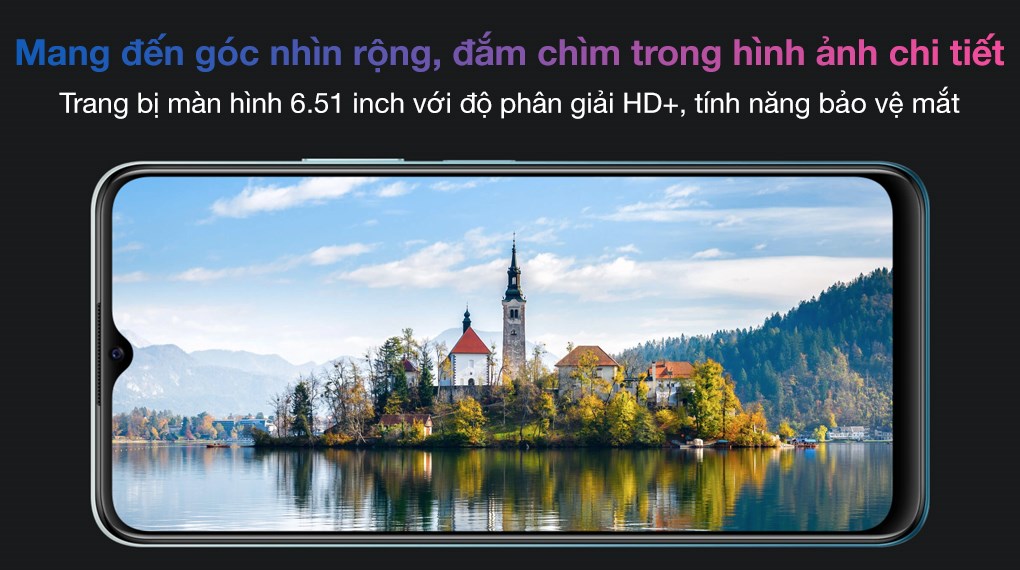 Mang đến góc nhìn rộng, đắm chìm trong hình ảnh chi tiết
Trang bị màn hình 6.51 inch với độ phân giải HD+, tính năng bảo vệ mắt